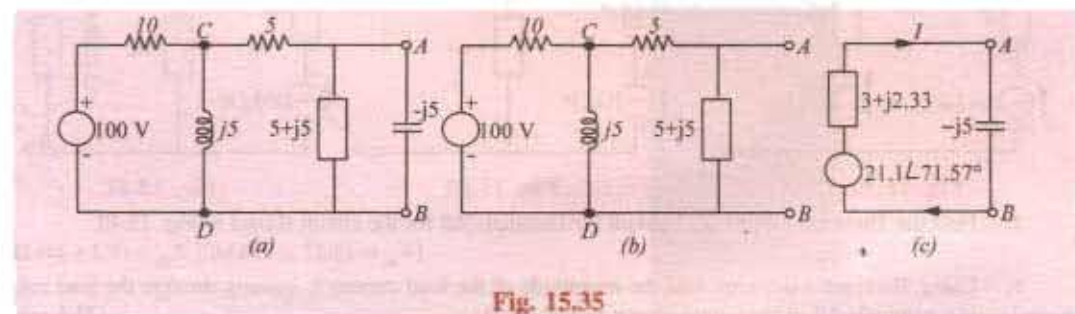 10 C 5 A 10 C 5 A I A
+ 100 V - j5 5+j5 -j5 B
+ 100 V - j5 5+j5 B
3+j2.33 -j5
21.1∠71.57° B
D (a) D (b) (c)
Fig. 15.35